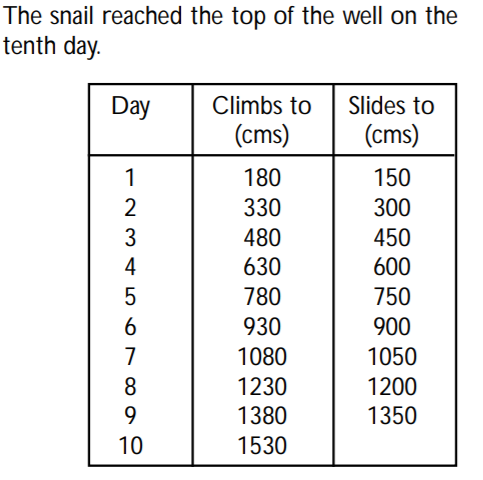 The snail reached the top of the well on the
tenth day.
Day Climbs to Slides to
(cms) (cms)
1 180 150
2 330 300
3 480 450
4 630 600
5 780 750
6 930 900
7 1080 1050
8 1230 1200
9 1380 1350
10 1530